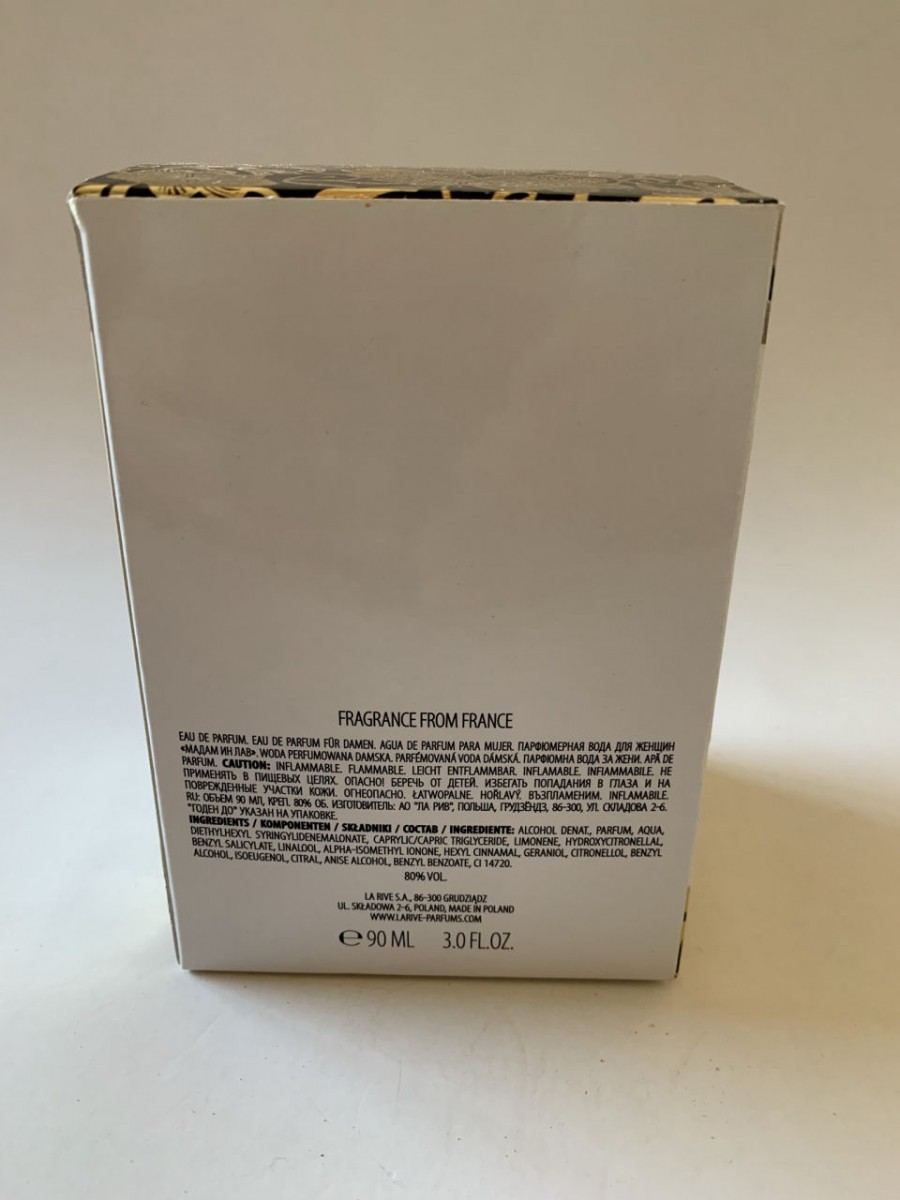 FRAGRANCE FROM FRANCE
EAU DE PARFUM. EAU DE PARFUM FÜR DAMEN. AGUA DE PARFUM PARA MUJER. ПАРФЮМЕРНАЯ ВОДА ДЛЯ ЖЕНЩИН
«МАДАМ ИН ЛАВ». WODA PERFUMOWANA DAMSKA. PARFÉMOVANÁ VODA DÁMSKÁ. ПАРФЮМНА ВОДА ЗА ЖЕНИ. APĂ DE
PARFUM. CAUTION: INFLAMMABLE. FLAMMABLE. LEICHT ENTFLAMMBAR. INFLAMABLE. INFIAMMABILE. НЕ
ПРИМЕНЯТЬ В ПИЩЕВЫХ ЦЕЛЯХ. ОПАСНО! БЕРЕЧЬ ОТ ДЕТЕЙ. ИЗБЕГАТЬ ПОПАДАНИЯ В ГЛАЗА И НА
ПОВРЕЖДЕННЫЕ УЧАСТКИ КОЖИ. ОГНЕОПАСНО. ŁATWOPALNE. HOŘLAVÝ. ВЪЗПЛАМЕНИМ. INFLAMABILE.
RU: ОБЪЕМ 90 МЛ, КРЕП. 80% ОБ. ИЗГОТОВИТЕЛЬ: АО "ЛА РИВ", ПОЛЬША, ГРУДЗЁНДЗ, 86-300, УЛ. СКЛАДОВА 2-6.
"ГОДЕН ДО" УКАЗАН НА УПАКОВКЕ.
INGREDIENTS / KOMPONENTEN / SKŁADNIKI / СОСТАВ / INGREDIENTE: ALCOHOL DENAT., PARFUM, AQUA,
DIETHYLHEXYL SYRINGYLIDENEMALONATE, CAPRYLIC/CAPRIC TRIGLYCERIDE, LIMONENE, HYDROXYCITRONELLAL,
BENZYL SALICYLATE, LINALOOL, ALPHA-ISOMETHYL IONONE, HEXYL CINNAMAL, GERANIOL, CITRONELLOL, BENZYL
ALCOHOL, ISOEUGENOL, CITRAL, ANISE ALCOHOL, BENZYL BENZOATE, CI 14720.
80% VOL.
LA RIVE S.A., 86-300 GRUDZIĄDZ
UL. SKŁADOWA 2-6, POLAND, MADE IN POLAND
WWW.LARIVE-PARFUMS.COM
℮ 90 ML 3.0 FL.OZ.